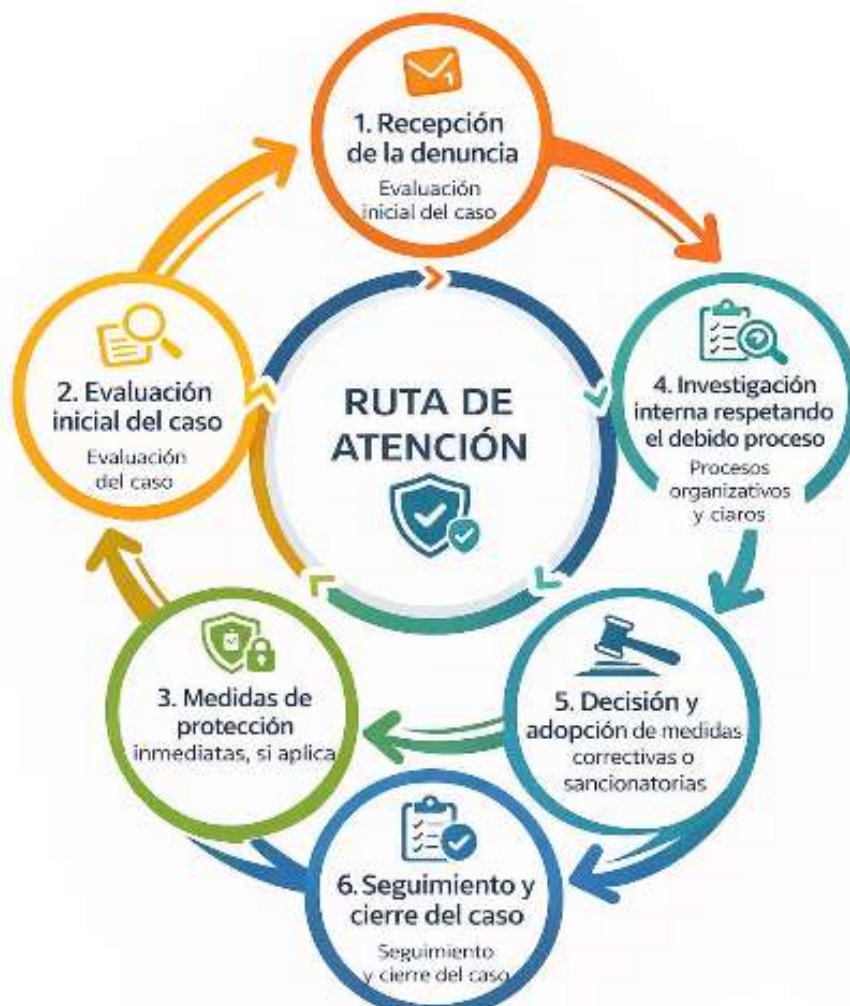 1
1. Recepción
de la denuncia
Evaluación
inicial del caso
2. Evaluación
inicial del caso
Evaluación
del caso
RUTA DE
ATENCIÓN
4. Investigación
interna respetando
el debido proceso
Procesos
organizativos
y claros
3. Medidas de
protección
inmediatas, si aplica
5. Decisión y
adopción de medidas
correctivas o
sancionatorias
6. Seguimiento y
cierre del caso
Seguimiento
y cierre del caso